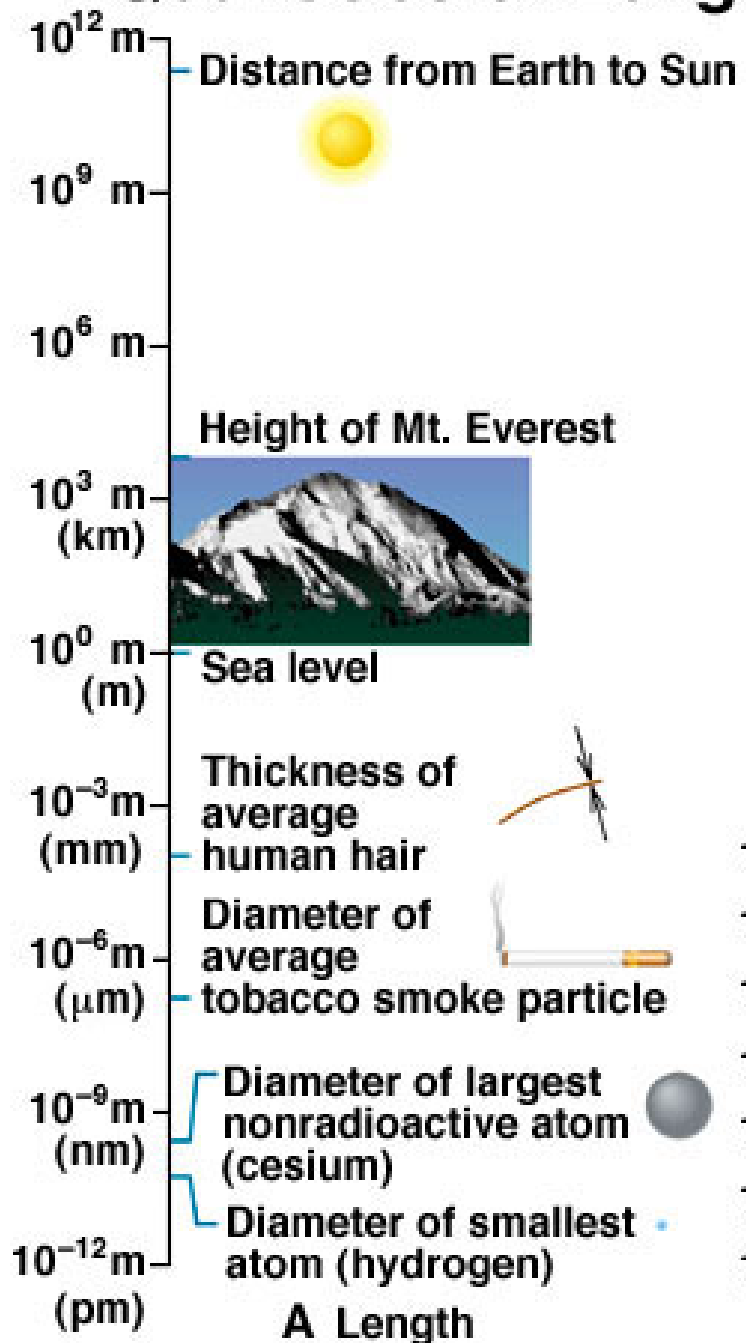 10¹² m
Distance from Earth to Sun
10⁹ m
10⁶ m
Height of Mt. Everest
10³ m
(km)
10⁰ m
(m)
Sea level
Thickness of
average
human hair
10⁻³m
(mm)
Diameter of
average
tobacco smoke particle
10⁻⁶m
(μm)
Diameter of largest
nonradioactive atom
(cesium)
10⁻⁹m
(nm)
Diameter of smallest
atom (hydrogen)
10⁻¹²m
(pm)
A Length